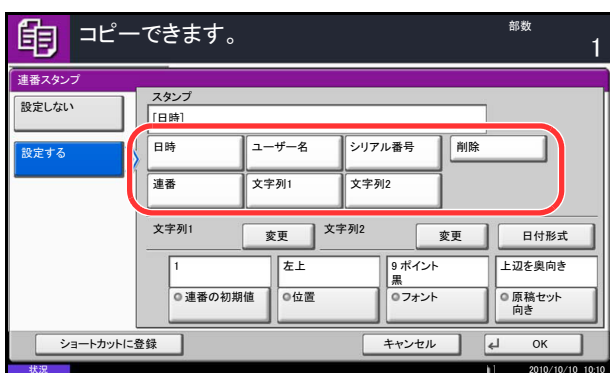 コピーできます。
部数
1
連番スタンプ
設定しない
設定する
スタンプ
[日時]
日時 ユーザー名 シリアル番号 削除
連番 文字列1 文字列2
文字列1 変更 文字列2 変更 日付形式
1 左上 9 ポイント 上辺を奥向き
黒
連番の初期値 位置 フォント 原稿セット
向き
ショートカットに登録 キャンセル OK
状況 2010/10/10 10:10